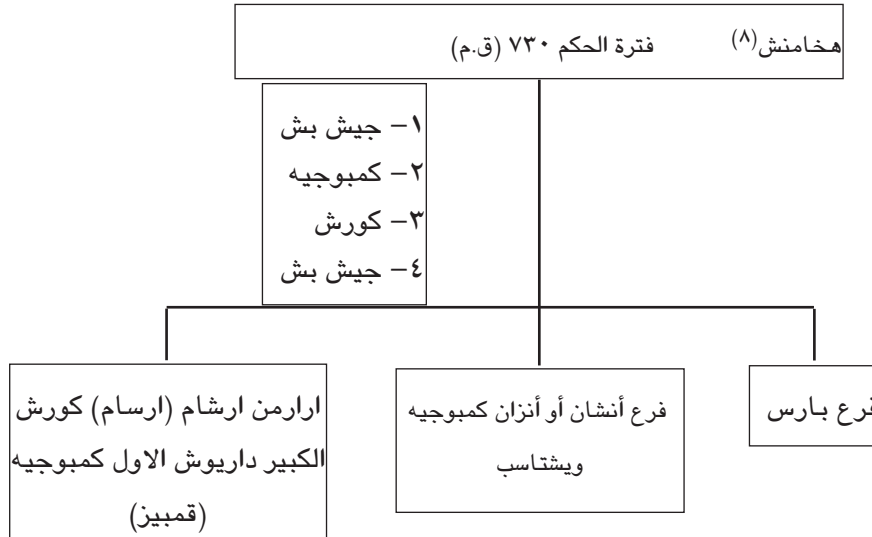 هخامنش(٨) فترة الحكم ٧٣٠ (ق.م)
١- جيش بش
٢- كمبوجيه
٣- كورش
٤- جيش بش
فرع بارس
فرع أنشان أو أنزان كمبوجيه
ويشتاسب
ارارمن ارشام (ارسام) كورش
الكبير داريوش الاول كمبوجيه
(قمبيز)